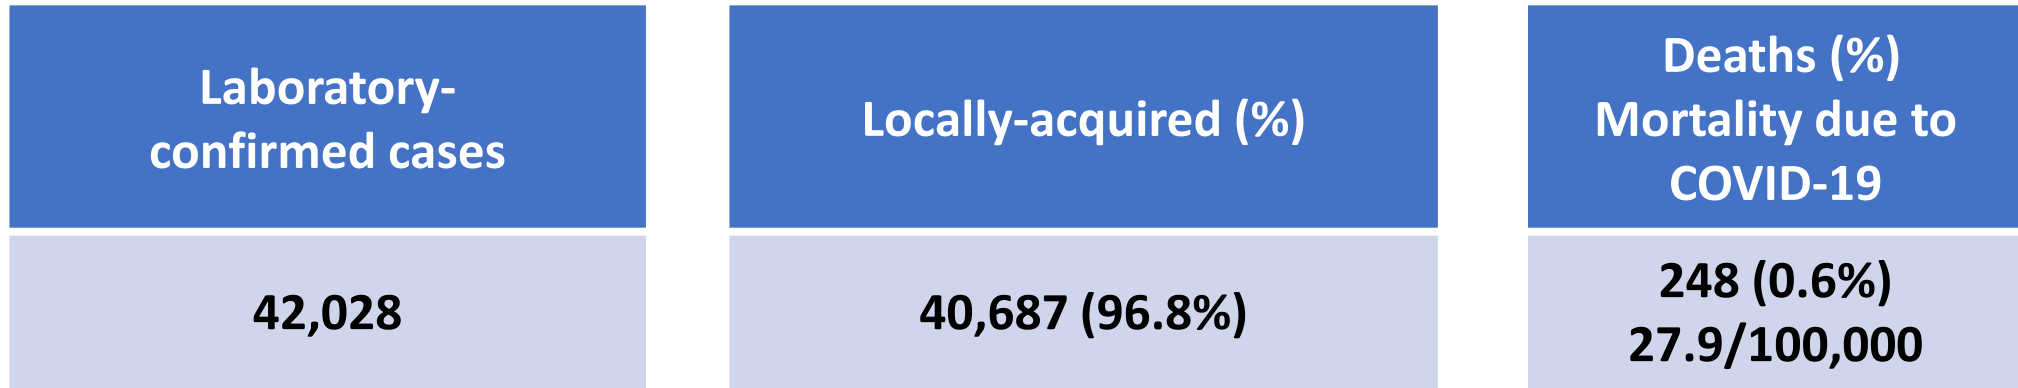 Laboratory-
confirmed cases
42,028
Locally-acquired (%)
40,687 (96.8%)
Deaths (%)
Mortality due to
COVID-19
248 (0.6%)
27.9/100,000